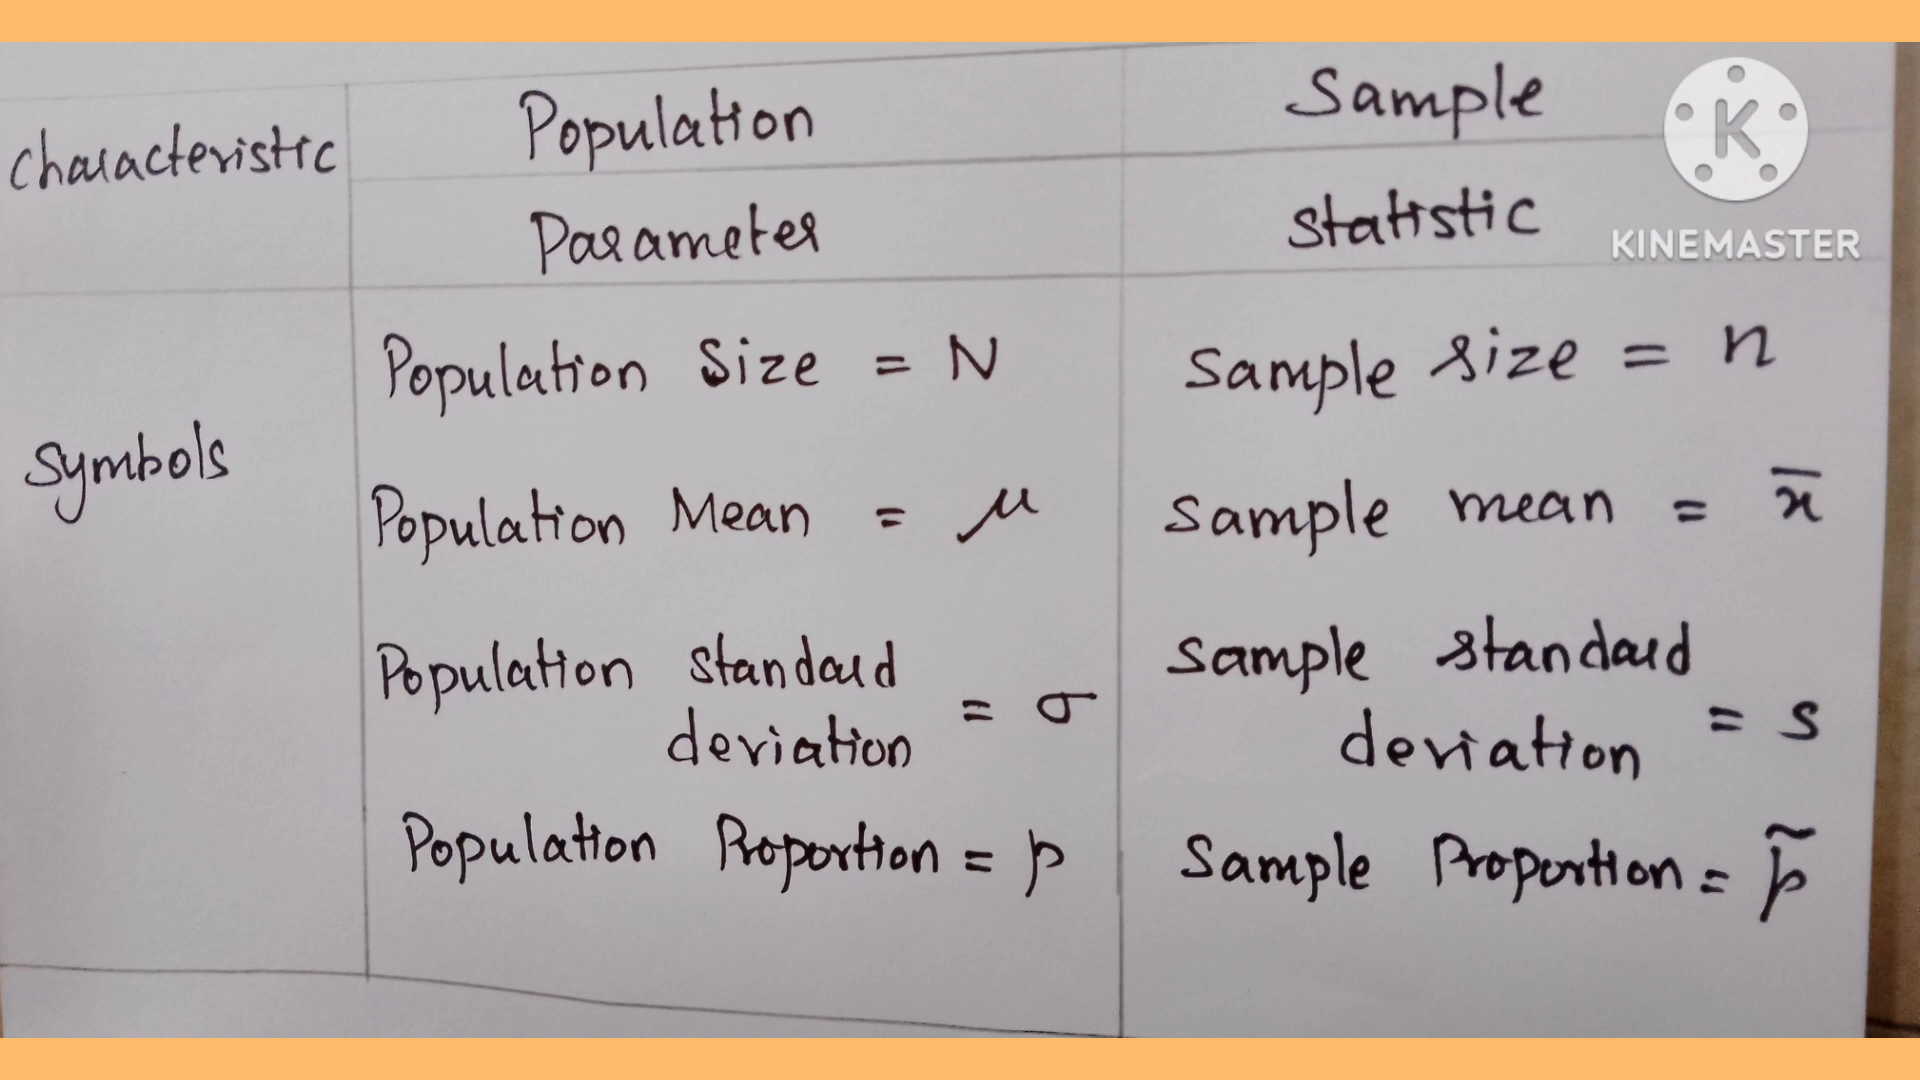 Characteristic
Population
Sample
Parameter
Statistic
KINEMASTER
Symbols
Population Size = N
Sample size = n
Population Mean = μ
Sample mean = x̄
Population standard
deviation = σ
Sample standard
deviation = s
Population Proportion = p
Sample Proportion = p̃